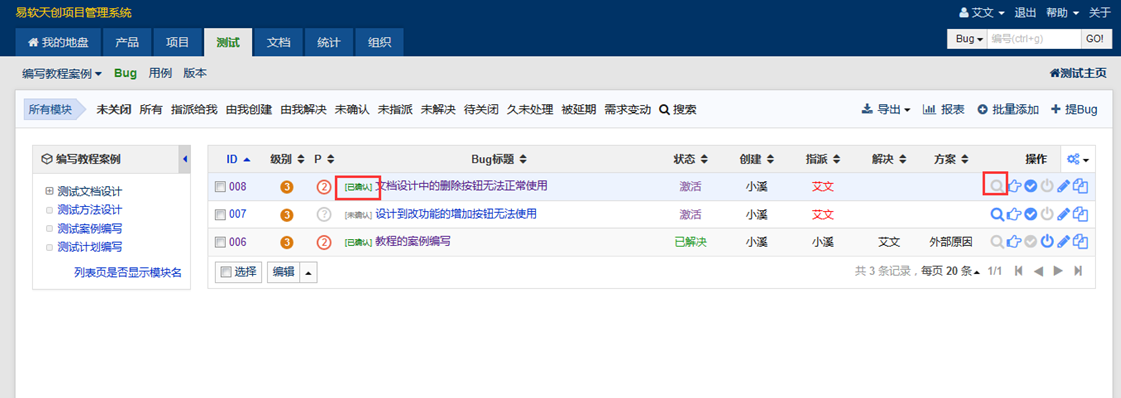 易软天创项目管理系统
艾文 退出 帮助 关于
我的地盘 产品 项目 测试 文档 统计 组织
Bug 编号(ctrl+g) GO!
编写教程案例 Bug 用例 版本
测试主页
所有模块 未关闭 所有 指派给我 由我创建 由我解决 未确认 未指派 未解决 待关闭 久未处理 被延期 需求变动 搜索
导出 报表 批量添加 提Bug
编写教程案例
测试文档设计
测试方法设计
测试案例编写
测试计划编写
列表页是否显示模块名
ID 级别 P Bug标题 状态 创建 指派 解决 方案 操作
008 3 2 [已确认] 文档设计中的删除按钮无法正常使用 激活 小溪 艾文
007 3 ? [未确认] 设计到改功能的增加按钮无法使用 激活 小溪 艾文
006 3 2 [已确认] 教程的案例编写 已解决 小溪 小溪 艾文 外部原因
选择 编辑
共 3 条记录，每页 20 条 1/1